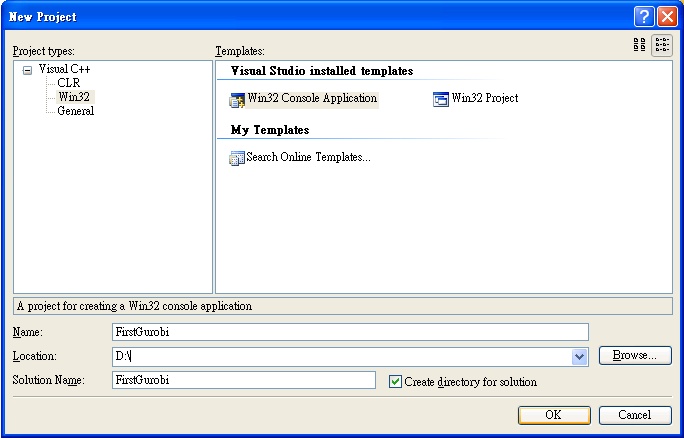 New Project
Project types:
Templates:
Visual C++
CLR
Win32
General
Visual Studio installed templates
Win32 Console Application
Win32 Project
My Templates
Search Online Templates...
A project for creating a Win32 console application
Name:
FirstGurobi
Location:
D:\
Browse...
Solution Name:
FirstGurobi
Create directory for solution
OK
Cancel